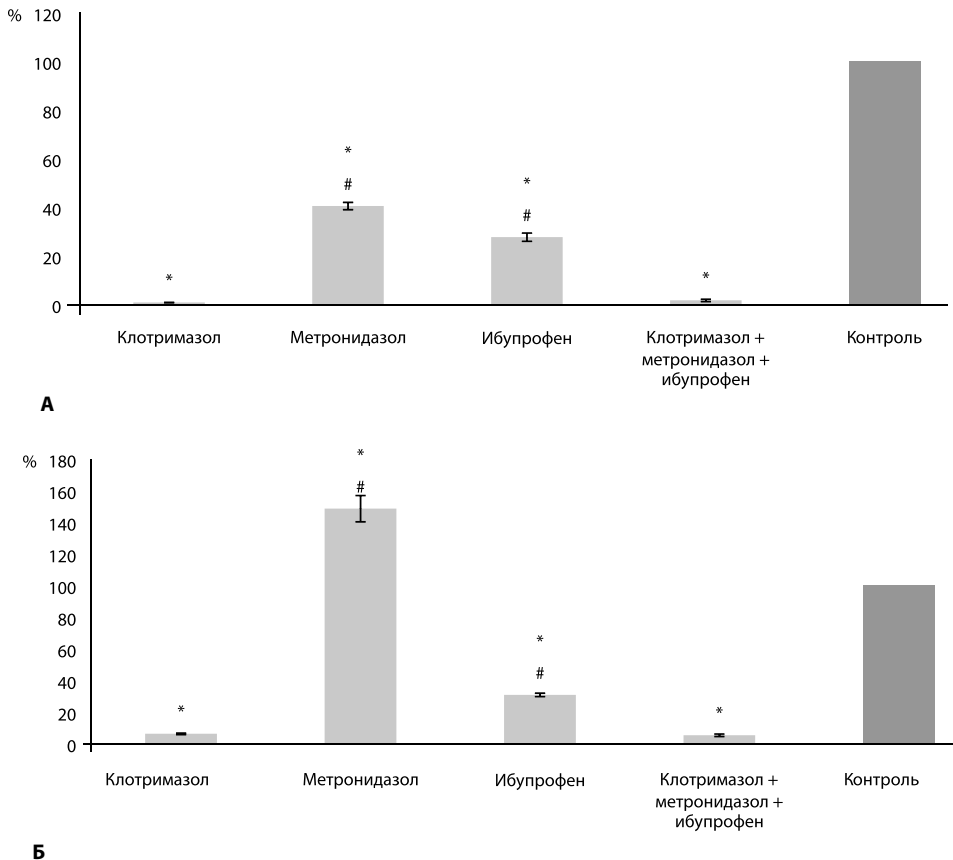 % 120
100
80
60
40
20
0
*
#
*
#
*
*
Клотримазол
Метронидазол
Ибупрофен
Клотримазол +
метронидазол +
ибупрофен
Контроль
А
% 180
160
140
120
100
80
60
40
20
0
*
#
*
#
*
*
Клотримазол
Метронидазол
Ибупрофен
Клотримазол +
метронидазол +
ибупрофен
Контроль
Б